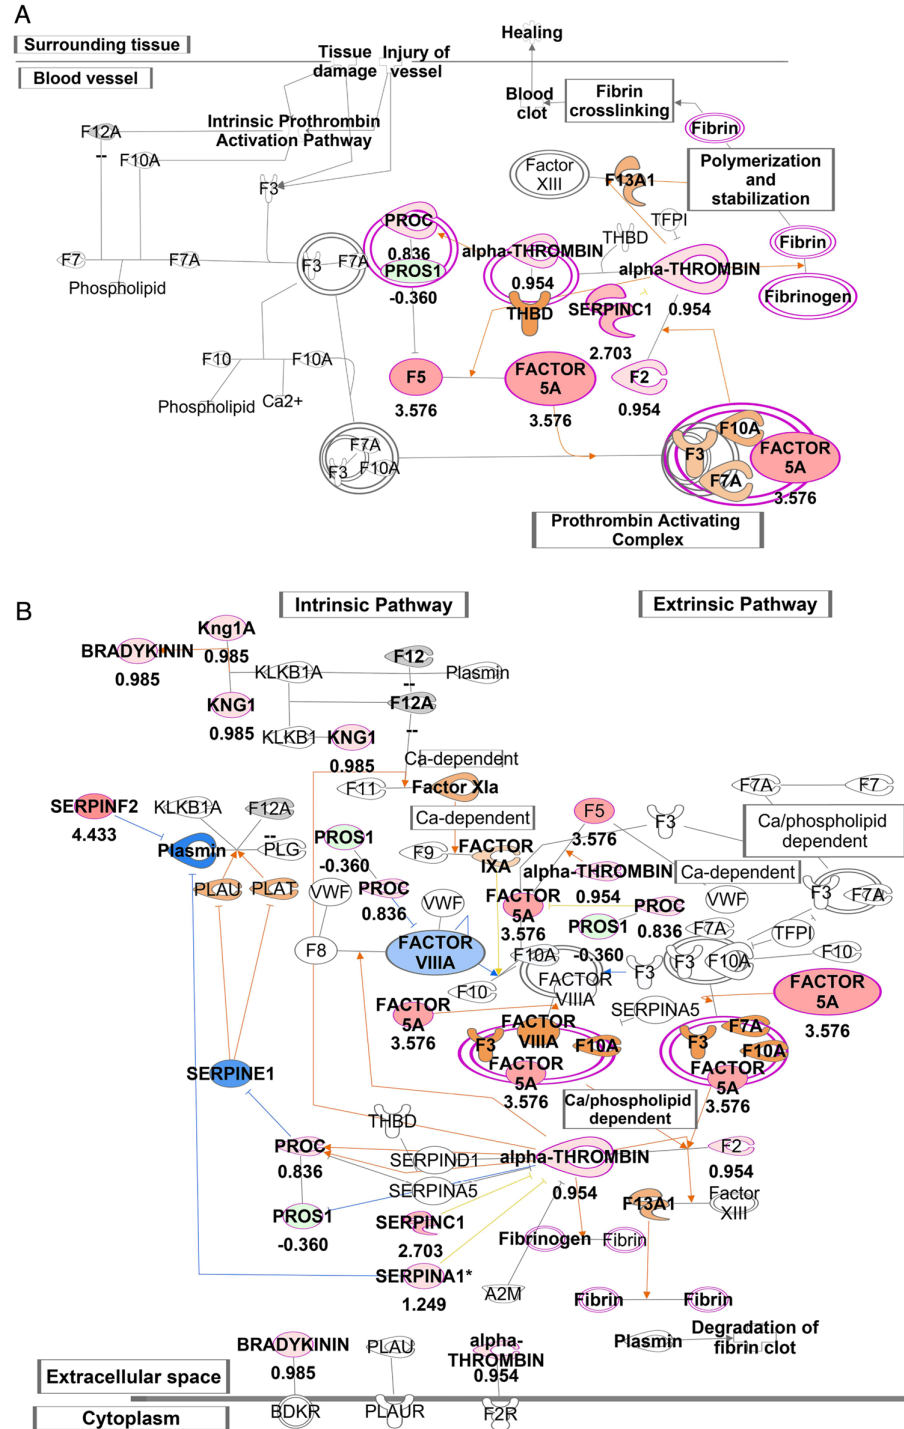 A
Surrounding tissue
Blood vessel
Tissue
damage
Injury of
vessel
Healing
Blood
clot
Fibrin
crosslinking
Fibrin
F12A
--
F10A
Intrinsic Prothrombin
Activation Pathway
F3
Factor
XIII
F13A1
Polymerization
and
stabilization
PROC
0.836
PROS1
-0.360
alpha-THROMBIN
0.954
THBD
THBD
TFPI
alpha-THROMBIN
0.954
Fibrin
Fibrinogen
F7
F7A
Phospholipid
F3
F7A
SERPINC1
2.703
F10
F10A
Phospholipid
Ca2+
F5
3.576
FACTOR
5A
3.576
F2
0.954
F7A
F3
F10A
F10A
F3
F7A
FACTOR
5A
3.576
Prothrombin Activating
Complex
B
Intrinsic Pathway
Extrinsic Pathway
Kng1A
0.985
BRADYKININ
0.985
KLKB1A
F12
--
Plasmin
KNG1
0.985
F12A
--
KLKB1
KNG1
0.985
Ca-dependent
F11
Factor XIa
F7A
F7
SERPINF2
4.433
KLKB1A
F12A
--
Ca-dependent
F5
3.576
F3
Ca/phospholipid
dependent
Plasmin
PLG
PROS1
-0.360
F9
FACTOR
IXA
alpha-THROMBIN
0.954
Ca-dependent
PLAU
PLAT
VWF
PROC
0.836
VWF
FACTOR
5A
3.576
PROC
0.836
PROS1
-0.360
VWF
F3
F7A
F8
FACTOR
VIIIA
F10A
F7A
TFPI
F10
F10
FACTOR
VIIIA
F3
F3
F10A
FACTOR
5A
3.576
SERPINA5
FACTOR
5A
3.576
F3
FACTOR
VIIIA
F10A
FACTOR
5A
3.576
F3
F7A
F10A
FACTOR
5A
3.576
SERPINE1
Ca/phospholipid
dependent
THBD
PROC
0.836
SERPIND1
alpha-THROMBIN
0.954
F2
0.954
SERPINA5
PROS1
-0.360
SERPINC1
2.703
F13A1
Factor
XIII
Fibrinogen
Fibrin
SERPINA1*
1.249
A2M
Fibrin
Fibrin
Plasmin
Degradation of
fibrin clot
BRADYKININ
0.985
PLAU
alpha-
THROMBIN
0.954
Extracellular space
Cytoplasm
BDKR
PLAUR
F2R